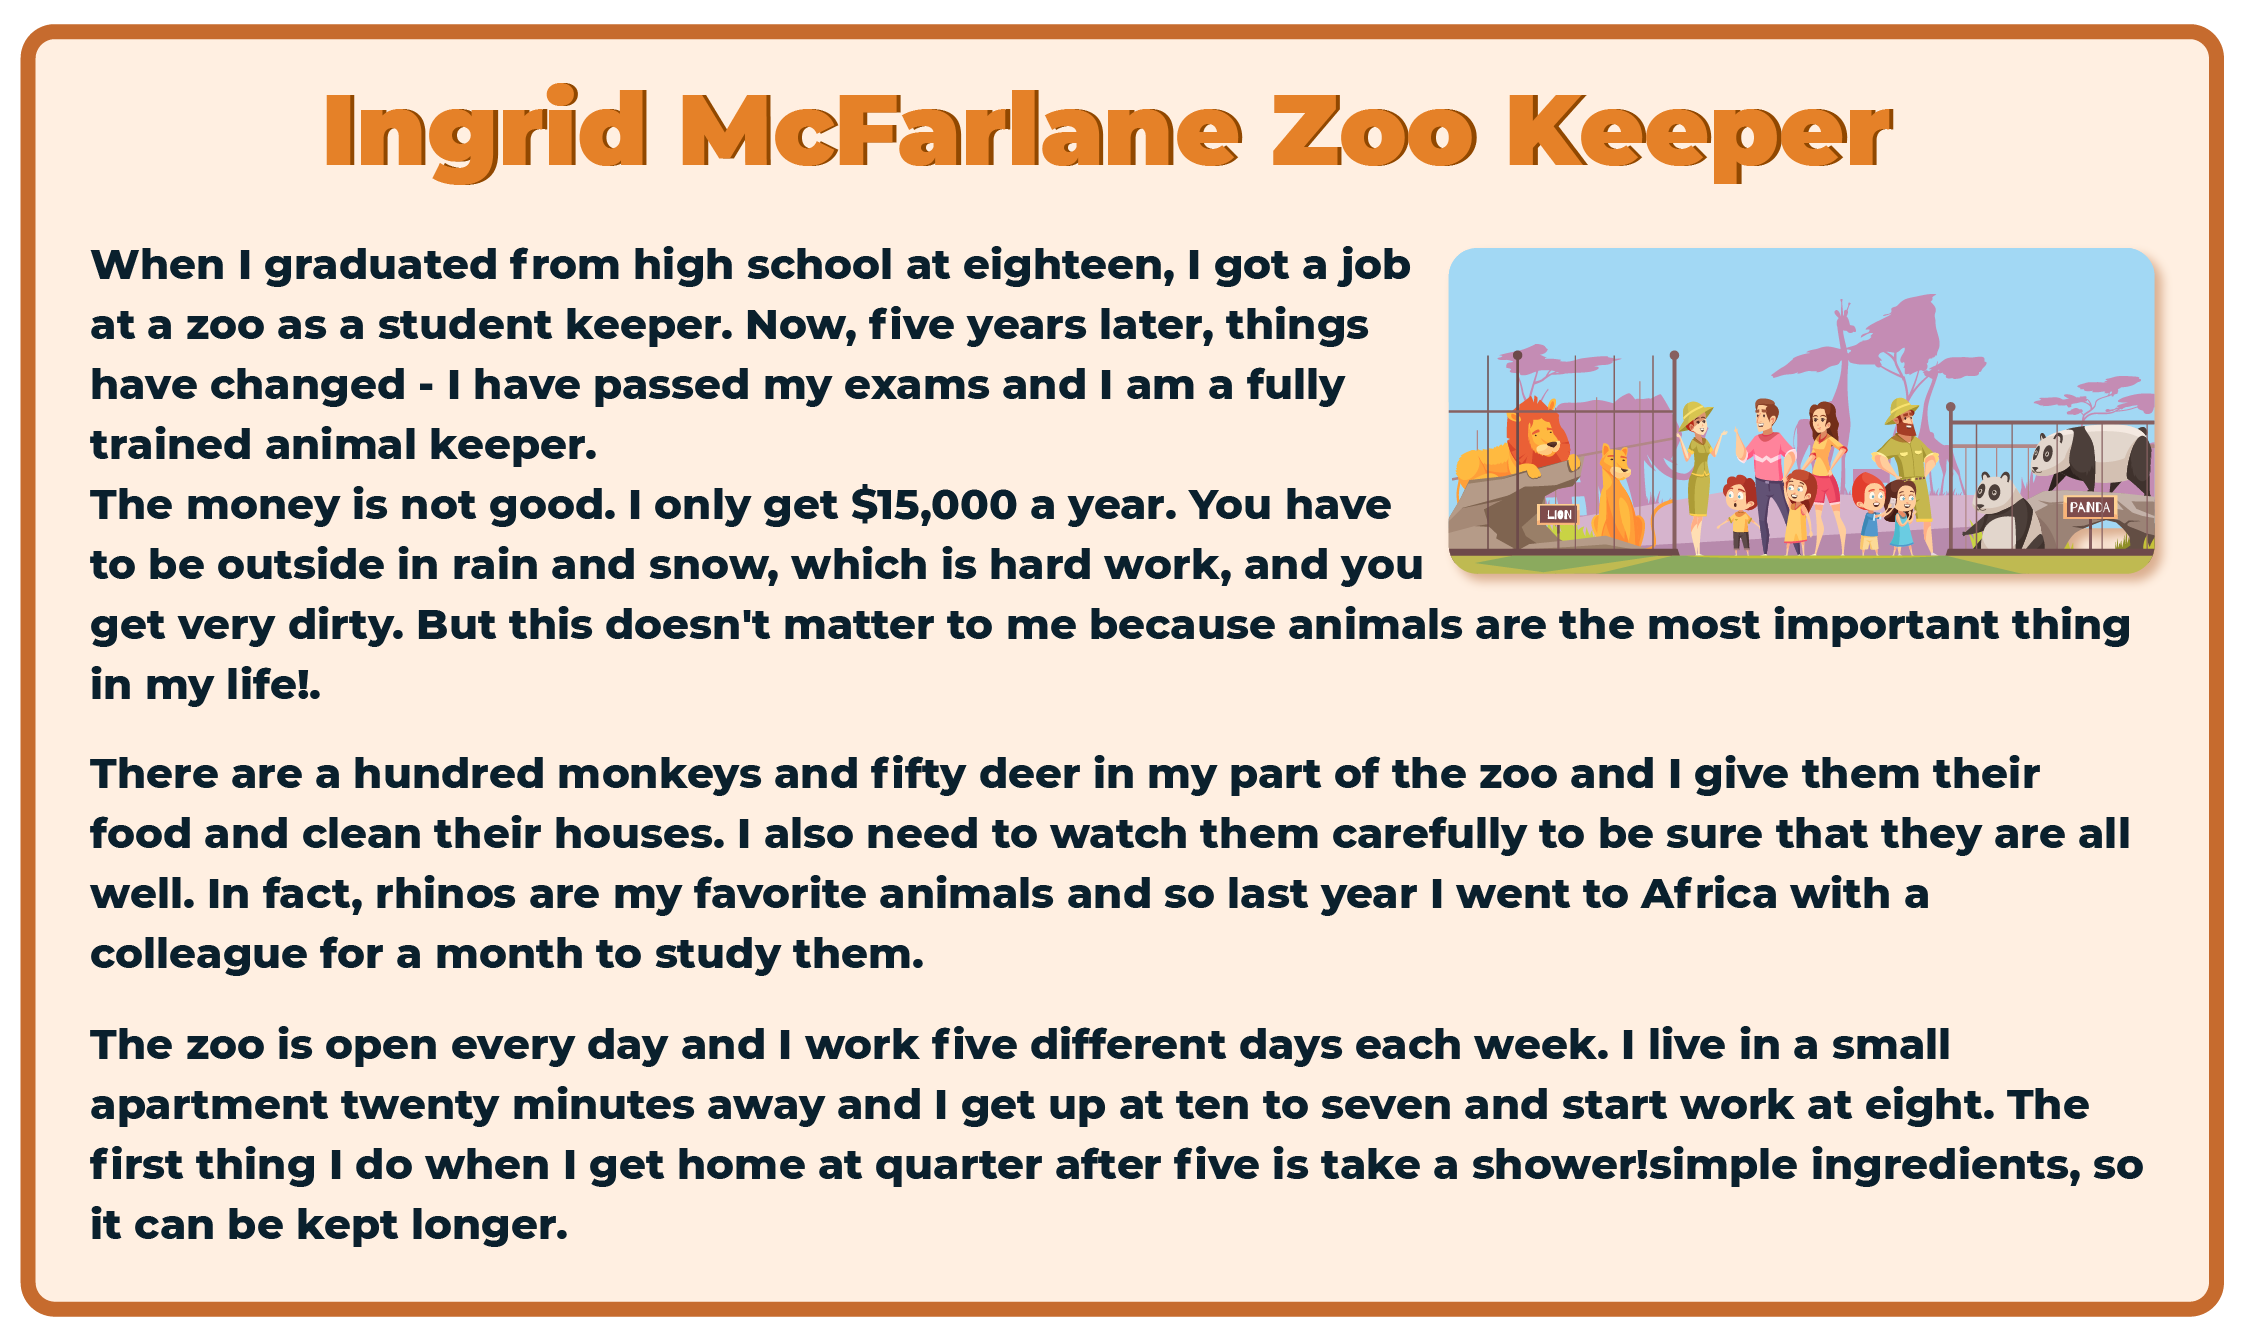 Ingrid McFarlane Zoo Keeper
When I graduated from high school at eighteen, I got a job
at a zoo as a student keeper. Now, five years later, things
have changed - I have passed my exams and I am a fully
trained animal keeper.
The money is not good. I only get $15,000 a year. You have
to be outside in rain and snow, which is hard work, and you
get very dirty. But this doesn't matter to me because animals are the most important thing
in my life!.
LION
PANDA
There are a hundred monkeys and fifty deer in my part of the zoo and I give them their
food and clean their houses. I also need to watch them carefully to be sure that they are all
well. In fact, rhinos are my favorite animals and so last year I went to Africa with a
colleague for a month to study them.
The zoo is open every day and I work five different days each week. I live in a small
apartment twenty minutes away and I get up at ten to seven and start work at eight. The
first thing I do when I get home at quarter after five is take a shower!simple ingredients, so
it can be kept longer.